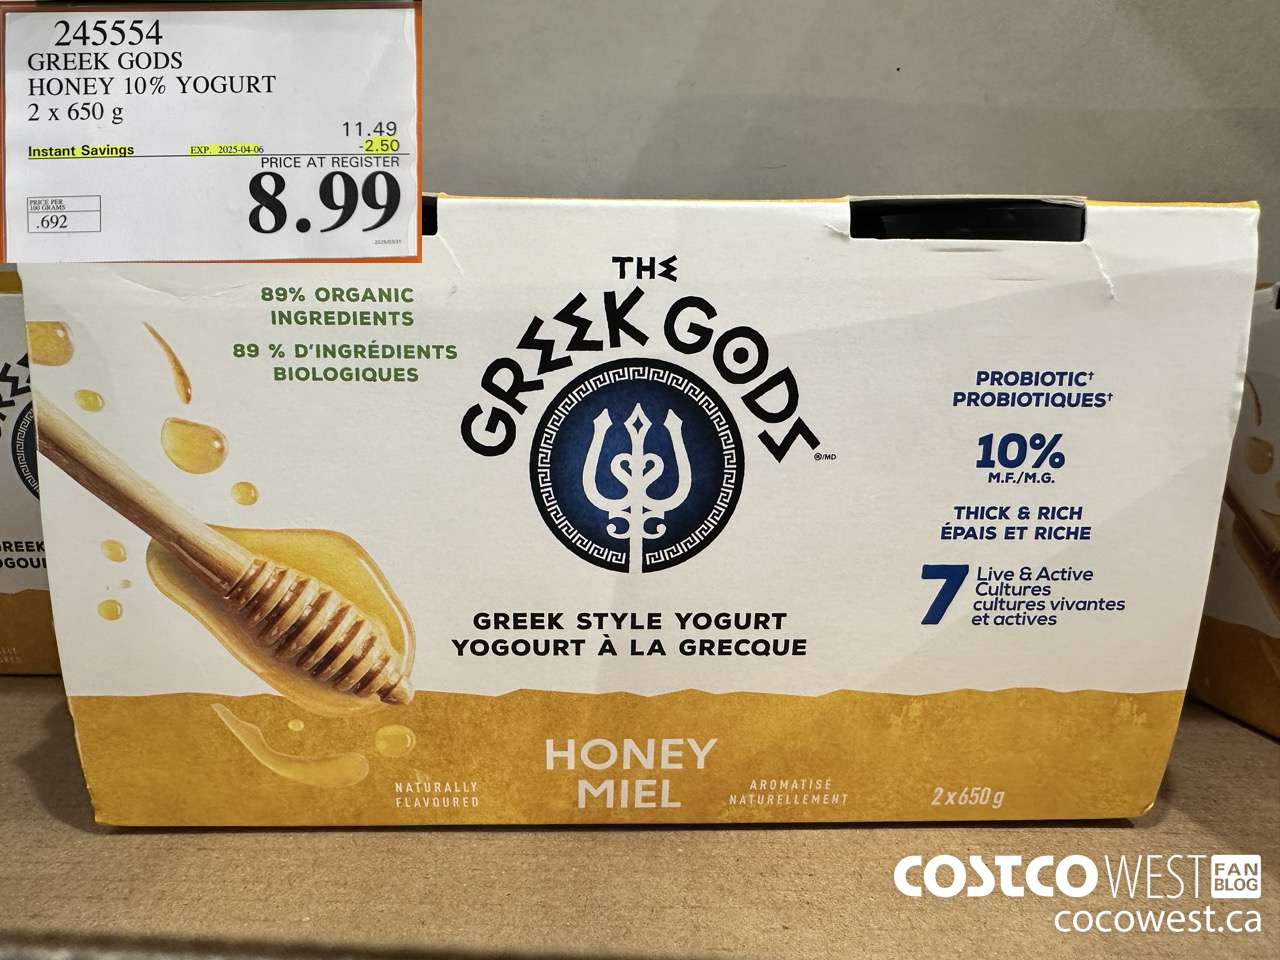 245554
GREEK GODS
HONEY 10% YOGURT
2 x 650 g
11.49
Instant Savings EXP. 2025-04-06 -2.50
PRICE AT REGISTER
8.99
PRICE PER
100 GRAMS
.692
89% ORGANIC
INGREDIENTS
89 % D'INGRÉDIENTS
BIOLOGIQUES
THE
GREEK GODS
®/MD
PROBIOTIC†
PROBIOTIQUES†
10%
M.F./M.G.
THICK & RICH
ÉPAIS ET RICHE
7 Live & Active
Cultures
cultures vivantes
et actives
GREEK STYLE YOGURT
YOGOURT À LA GRECQUE
HONEY
MIEL
NATURALLY
FLAVOURED
AROMATISÉ
NATURELLEMENT
2x650g
COSTCO WEST FAN
BLOG
cocowest.ca